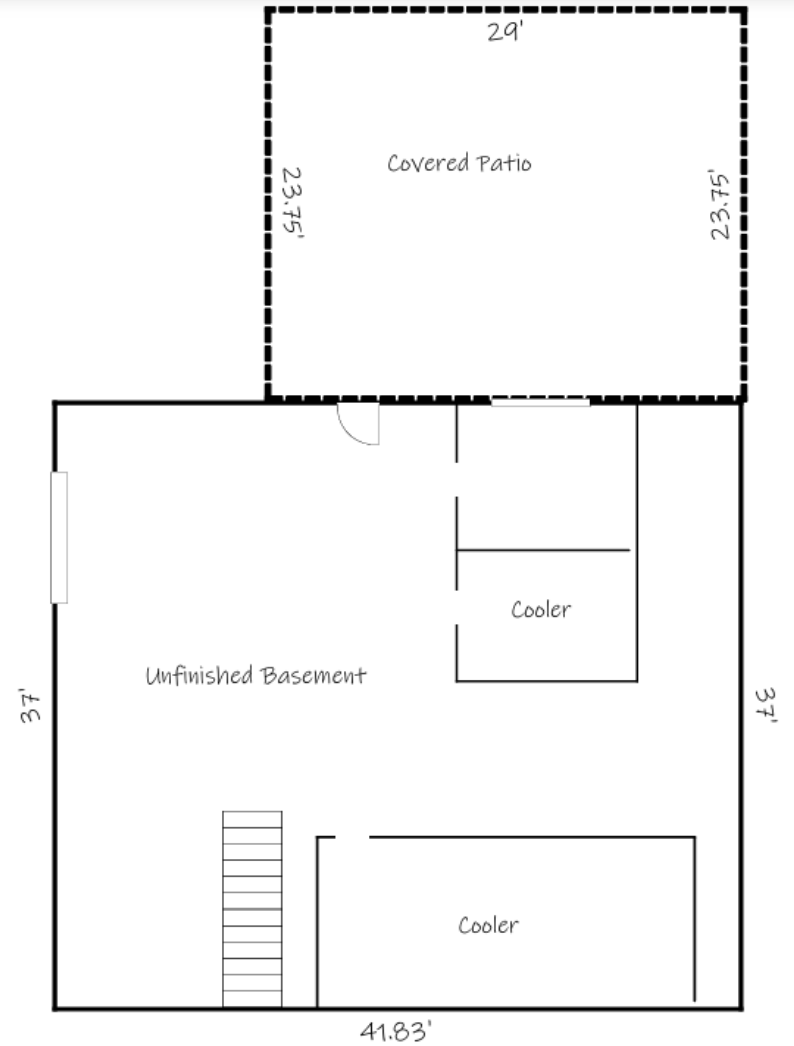 29'
Covered Patio
23.75'
23.75'
Cooler
Unfinished Basement
37'
37'
Cooler
41.83'